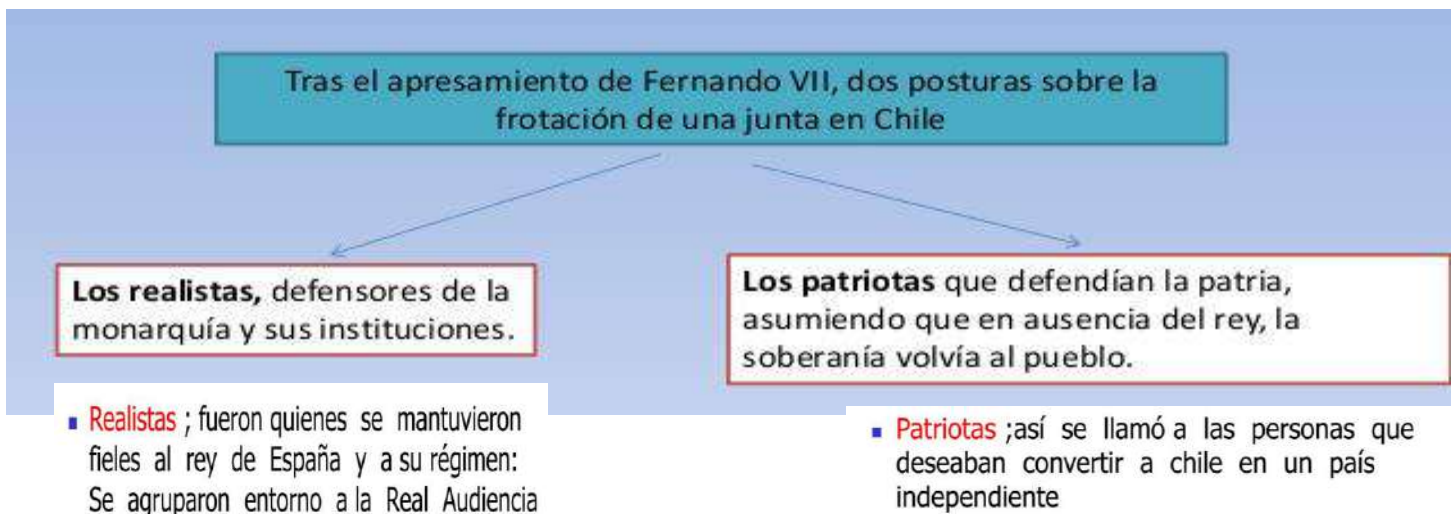 Tras el apresamiento de Fernando VII, dos posturas sobre la
frotación de una junta en Chile
Los realistas, defensores de la
monarquía y sus instituciones.
Los patriotas que defendían la patria,
asumiendo que en ausencia del rey, la
soberanía volvía al pueblo.
▪ Realistas ; fueron quienes se mantuvieron
fieles al rey de España y a su régimen:
Se agruparon entorno a la Real Audiencia
▪ Patriotas ;así se llamó a las personas que
deseaban convertir a chile en un país
independiente